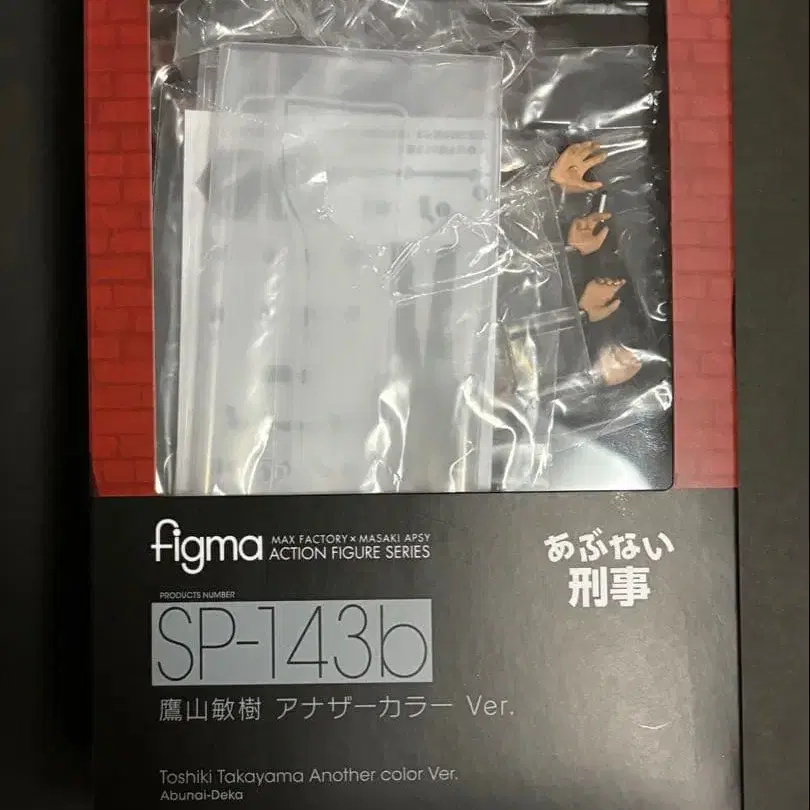 figma
MAX FACTORY × MASAKI APSY
ACTION FIGURE SERIES
あぶない
刑事
PRODUCTS NUMBER
SP-143b
鷹山敏樹 アナザーカラー Ver.
Toshiki Takayama Another color Ver.
Abunai-Deka